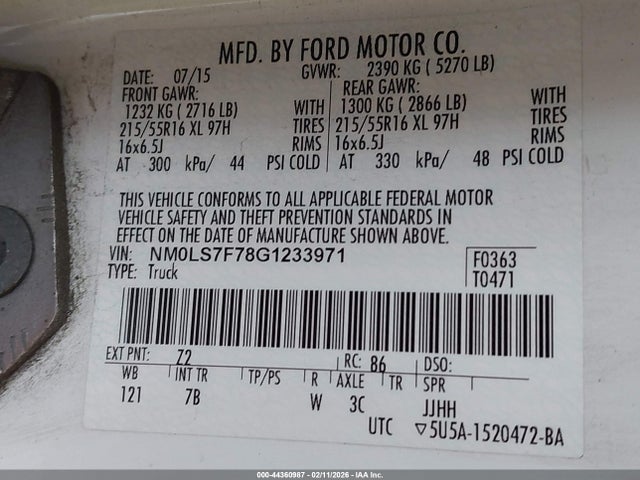 MFD. BY FORD MOTOR CO.
DATE: 07/15 GVWR: 2390 KG ( 5270 LB)
FRONT GAWR: REAR GAWR:
1232 KG ( 2716 LB) WITH 1300 KG ( 2866 LB) WITH
215/55R16 XL 97H TIRES 215/55R16 XL 97H TIRES
16x6.5J RIMS 16x6.5J RIMS
AT 300 kPa/ 44 PSI COLD AT 330 kPa/ 48 PSI COLD
THIS VEHICLE CONFORMS TO ALL APPLICABLE FEDERAL MOTOR
VEHICLE SAFETY AND THEFT PREVENTION STANDARDS IN
EFFECT ON THE DATE OF MANUFACTURE SHOWN ABOVE.
VIN: NM0LS7F78G1233971 F0363
TYPE: Truck T0471
EXT PNT: Z2 RC: 86 DSO:
WB INT TR TP/PS R AXLE TR SPR
121 7B W 3C JJHH
UTC ▽5U5A-1520472-BA
000-44360987 - 02/11/2026 - IAA Inc.